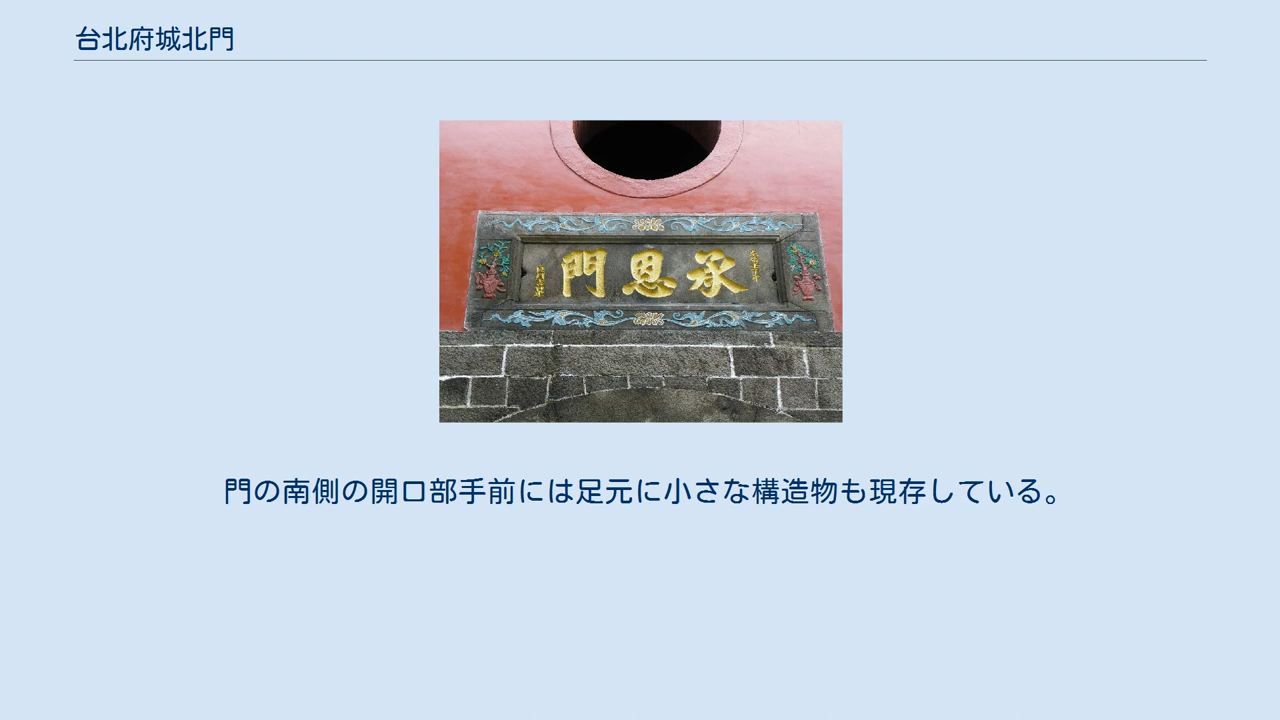 台北府城北門
承恩門
門の南側の開口部手前には足元に小さな構造物も現存している。